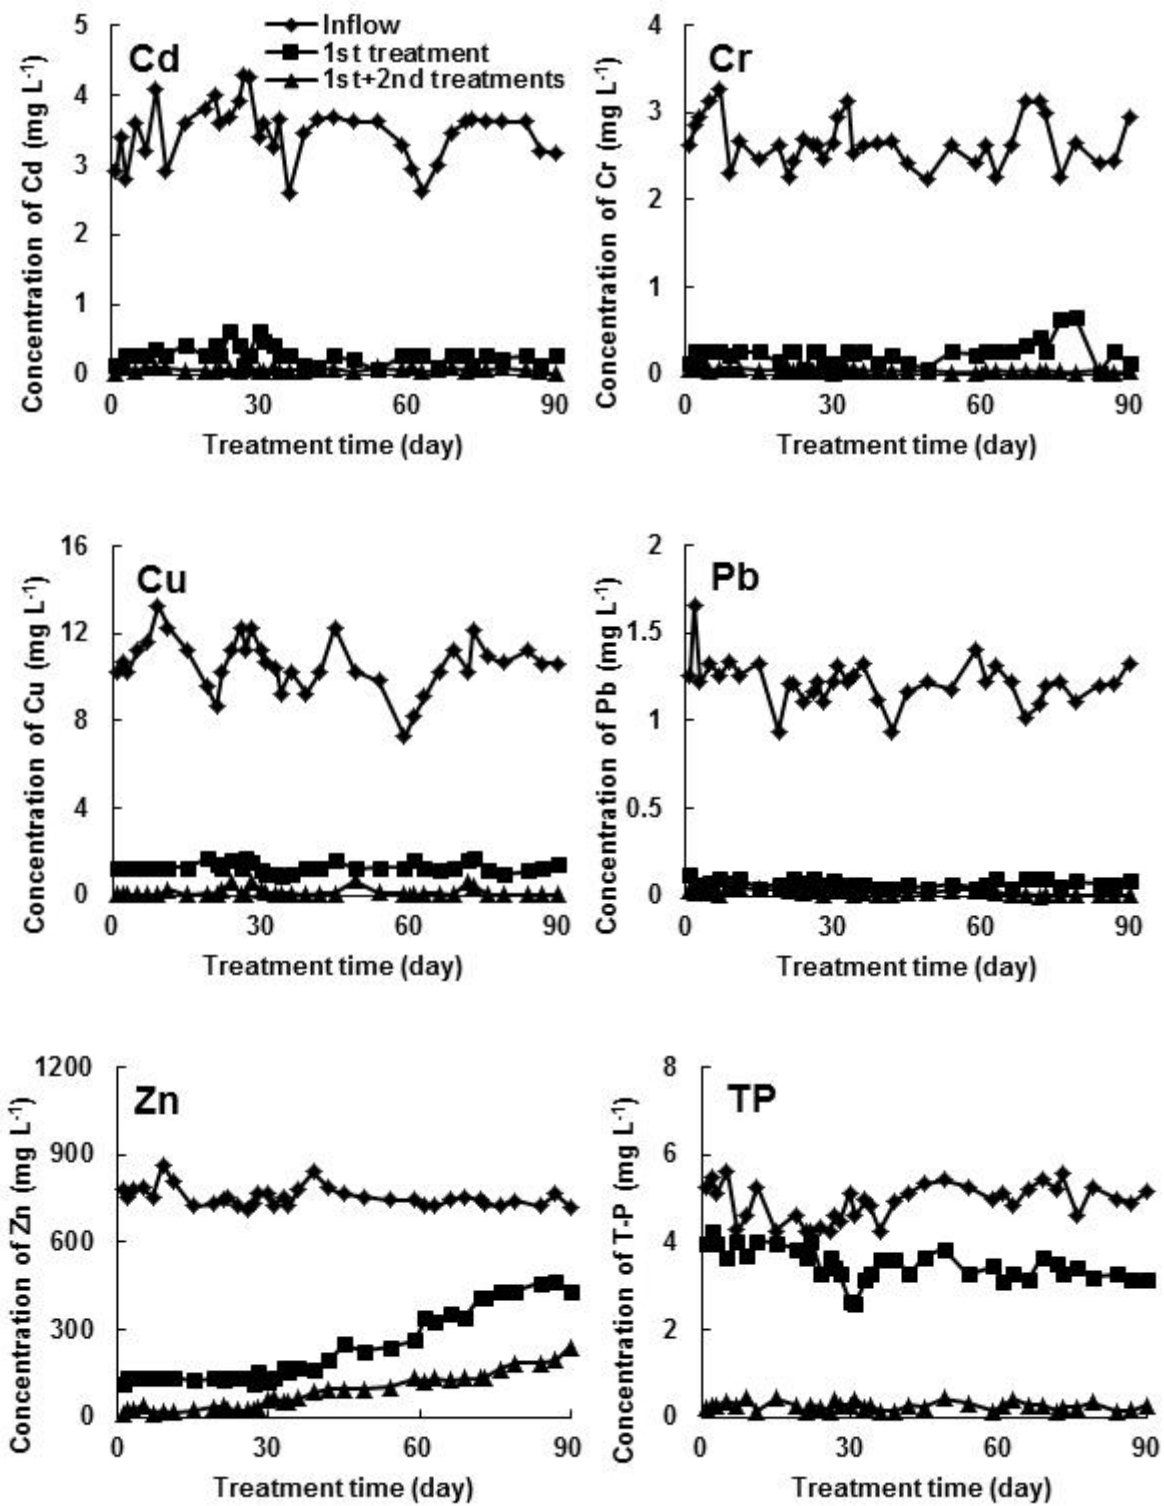 5
4
3
2
1
0
0
30
60
90
Concentration of Cd (mg L-1)
Cd
Inflow
1st treatment
1st+2nd treatments
Treatment time (day)
4
3
2
1
0
0
30
60
90
Concentration of Cr (mg L-1)
Cr
Treatment time (day)
16
12
8
4
0
0
30
60
90
Concentration of Cu (mg L-1)
Cu
Treatment time (day)
2
1.5
1
0.5
0
0
30
60
90
Concentration of Pb (mg L-1)
Pb
Treatment time (day)
1200
900
600
300
0
0
30
60
90
Concentration of Zn (mg L-1)
Zn
Treatment time (day)
8
6
4
2
0
0
30
60
90
Concentration of T-P (mg L-1)
TP
Treatment time (day)